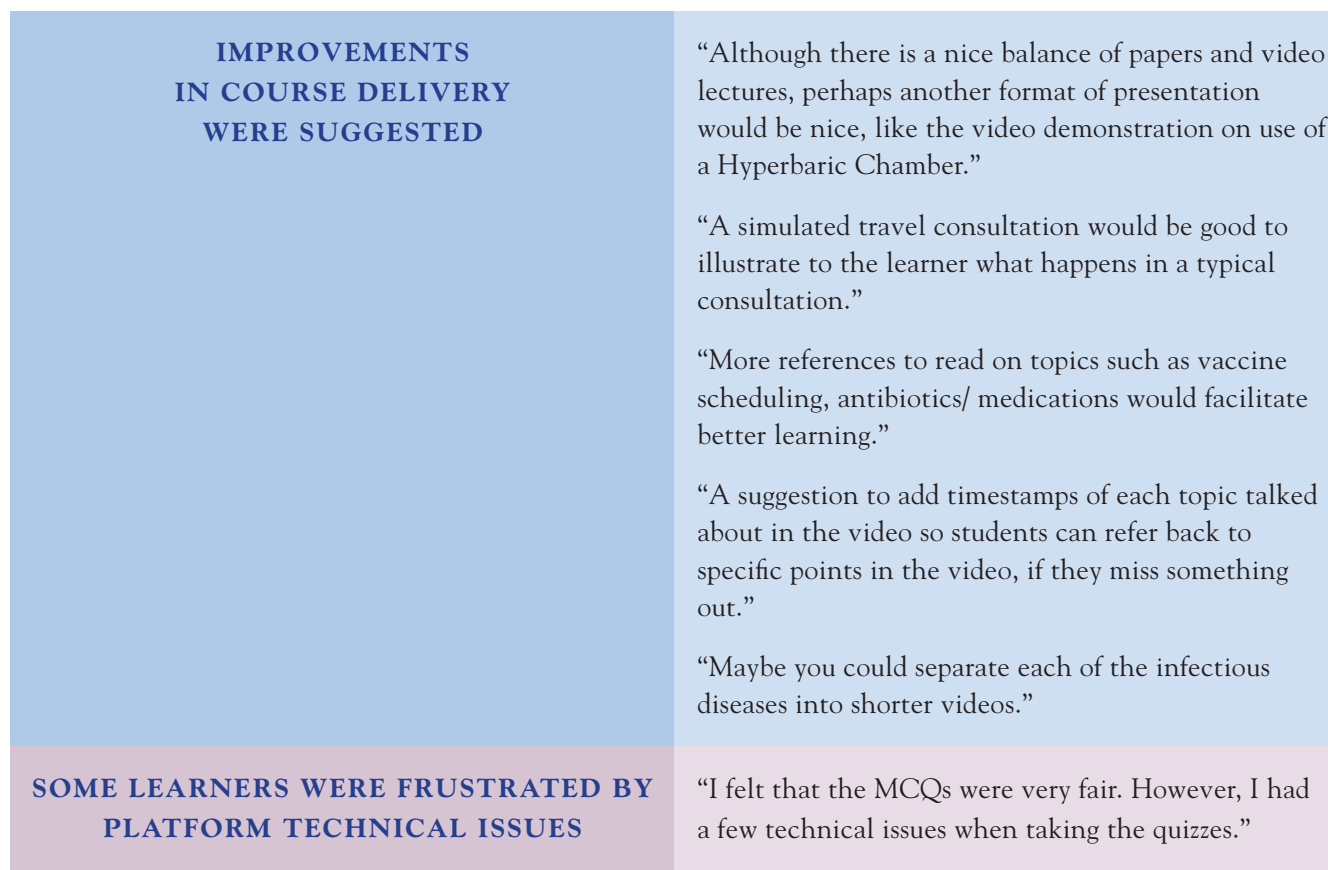 IMPROVEMENTS
IN COURSE DELIVERY
WERE SUGGESTED
“Although there is a nice balance of papers and video
lectures, perhaps another format of presentation
would be nice, like the video demonstration on use of
a Hyperbaric Chamber.”
“A simulated travel consultation would be good to
illustrate to the learner what happens in a typical
consultation.”
“More references to read on topics such as vaccine
scheduling, antibiotics/ medications would facilitate
better learning.”
“A suggestion to add timestamps of each topic talked
about in the video so students can refer back to
specific points in the video, if they miss something
out.”
“Maybe you could separate each of the infectious
diseases into shorter videos.”
SOME LEARNERS WERE FRUSTRATED BY
PLATFORM TECHNICAL ISSUES
“I felt that the MCQs were very fair. However, I had
a few technical issues when taking the quizzes.”